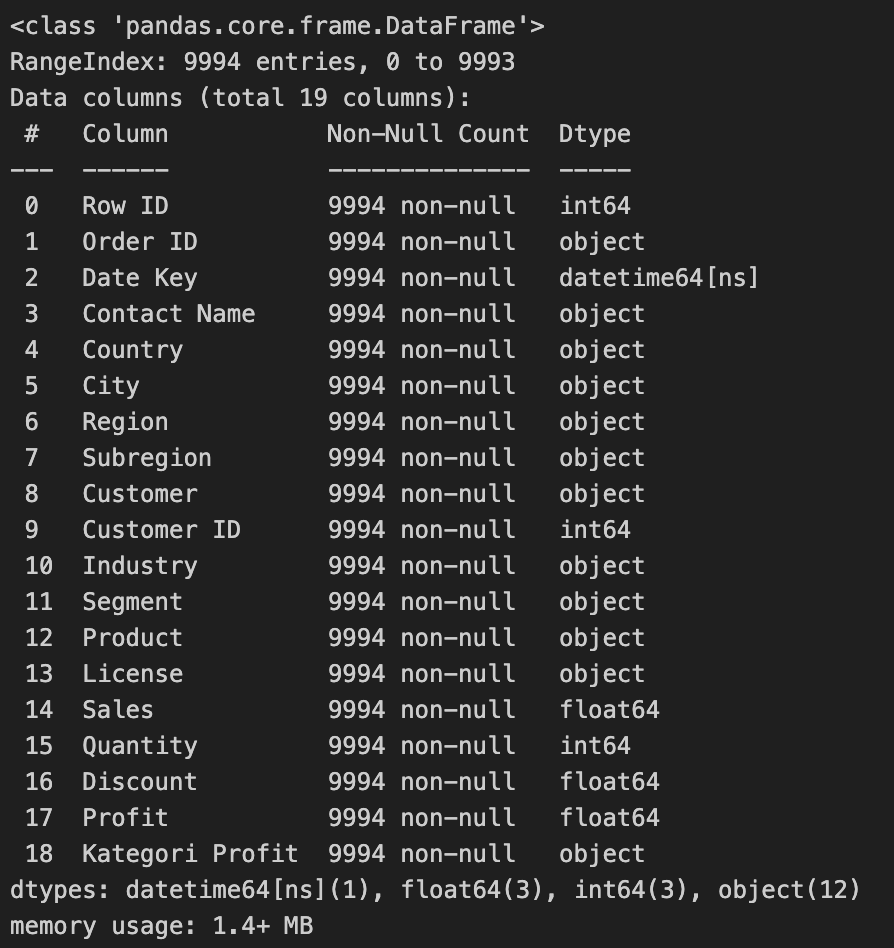 <class 'pandas.core.frame.DataFrame'>
RangeIndex: 9994 entries, 0 to 9993
Data columns (total 19 columns):
 #   Column           Non-Null Count  Dtype
---  ------           --------------  -----
 0   Row ID           9994 non-null   int64
 1   Order ID         9994 non-null   object
 2   Date Key         9994 non-null   datetime64[ns]
 3   Contact Name     9994 non-null   object
 4   Country          9994 non-null   object
 5   City             9994 non-null   object
 6   Region           9994 non-null   object
 7   Subregion        9994 non-null   object
 8   Customer         9994 non-null   object
 9   Customer ID      9994 non-null   int64
 10  Industry         9994 non-null   object
 11  Segment          9994 non-null   object
 12  Product          9994 non-null   object
 13  License          9994 non-null   object
 14  Sales            9994 non-null   float64
 15  Quantity         9994 non-null   int64
 16  Discount         9994 non-null   float64
 17  Profit           9994 non-null   float64
 18  Kategori Profit  9994 non-null   object
dtypes: datetime64[ns](1), float64(3), int64(3), object(12)
memory usage: 1.4+ MB